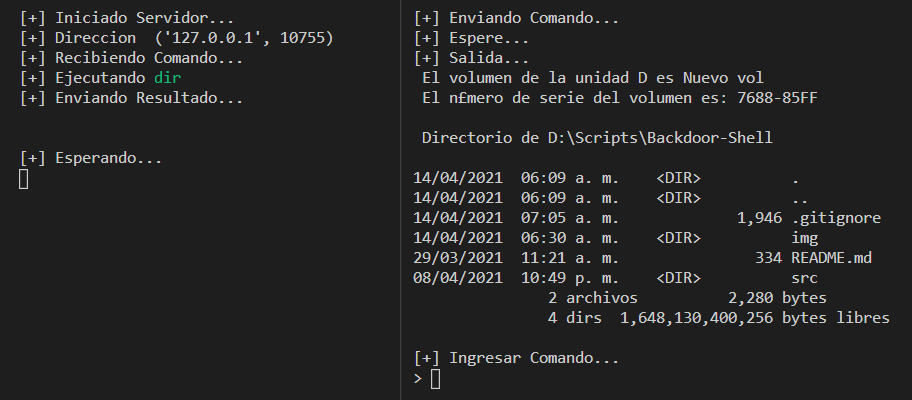 [+] Iniciado Servidor...
[+] Direccion  ('127.0.0.1', 10755)
[+] Recibiendo Comando...
[+] Ejecutando dir
[+] Enviando Resultado...
[+] Esperando...
[+] Enviando Comando...
[+] Espere...
[+] Salida...
 El volumen de la unidad D es Nuevo vol
 El n£mero de serie del volumen es: 7688-85FF
 Directorio de D:\Scripts\Backdoor-Shell
14/04/2021  06:09 a. m.    <DIR>          .
14/04/2021  06:09 a. m.    <DIR>          ..
14/04/2021  07:05 a. m.             1,946 .gitignore
14/04/2021  06:30 a. m.    <DIR>          img
29/03/2021  11:21 a. m.               334 README.md
08/04/2021  10:49 p. m.    <DIR>          src
               2 archivos          2,280 bytes
               4 dirs  1,648,130,400,256 bytes libres
[+] Ingresar Comando...
>